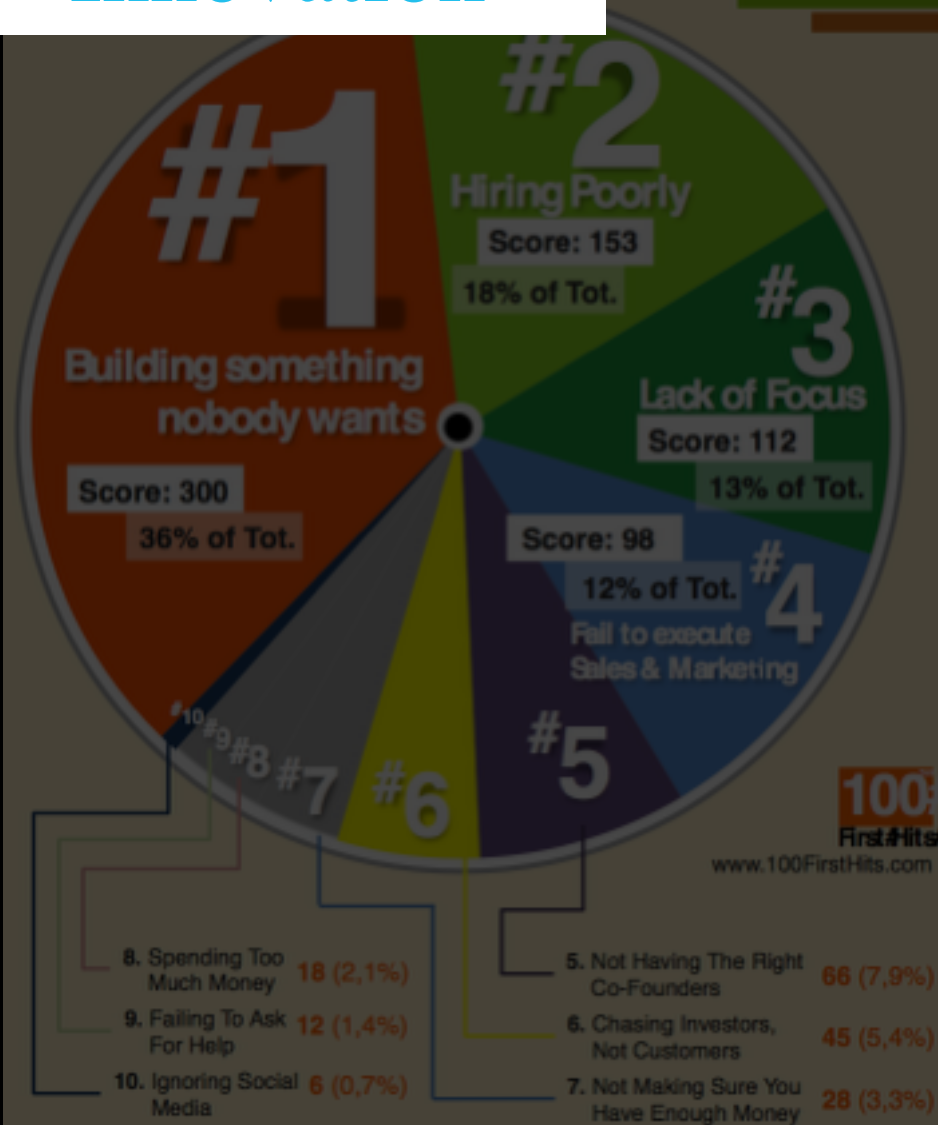 #1
Building something
nobody wants
Score: 300
36% of Tot.
#2
Hiring Poorly
Score: 153
18% of Tot.
#3
Lack of Focus
Score: 112
13% of Tot.
Score: 98
12% of Tot.
#4
Fail to execute
Sales & Marketing
#5
#6
#7
#8
#9
#10
100
First#Hits
www.100FirstHits.com
8. Spending Too
Much Money 18 (2,1%)
9. Failing To Ask
For Help 12 (1,4%)
10. Ignoring Social
Media 6 (0,7%)
5. Not Having The Right
Co-Founders 66 (7,9%)
6. Chasing Investors,
Not Customers 45 (5,4%)
7. Not Making Sure You
Have Enough Money 28 (3,3%)